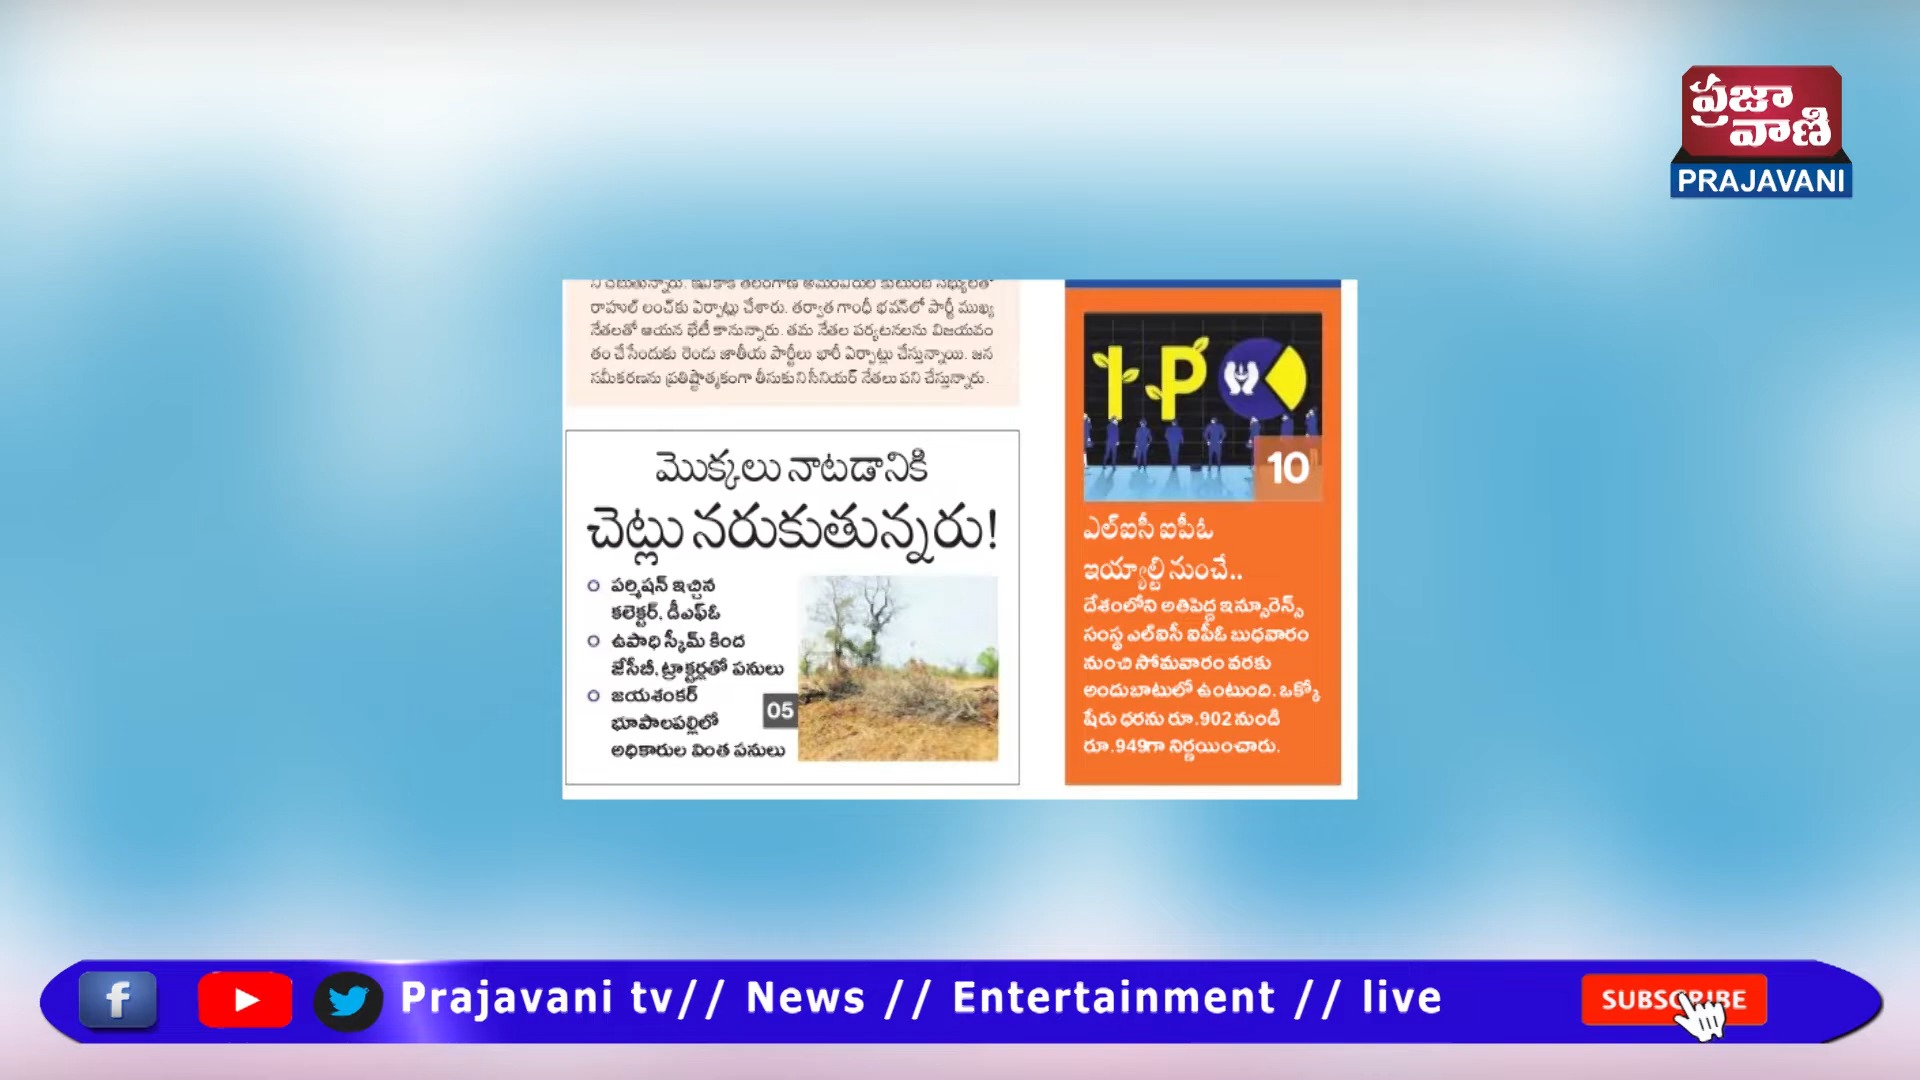 ప్రజా
వాణి
PRAJAVANI
రాహుల్ లంచ్‌కు ఏర్పాట్లు చేశారు. తర్వాత గాంధీ భవన్‌లో పార్టీ ముఖ్య
నేతలతో ఆయన భేటీ కానున్నారు. తమ నేతల పర్యటనలను విజయవం
తం చేసేందుకు రెండు జాతీయ పార్టీలు భారీ ఏర్పాట్లు చేస్తున్నాయి. జన
సమీకరణను ప్రతిష్టాత్మకంగా తీసుకుని సీనియర్ నేతలు పని చేస్తున్నారు.
మొక్కలు నాటడానికి
చెట్లు నరుకుతున్నరు!
పర్మిషన్ ఇచ్చిన
కలెక్టర్, డీఎఫ్ఓ
ఉపాధి స్కీమ్ కింద
జేసీబీ, ట్రాక్టర్లతో పనులు
జయశంకర్
భూపాలపల్లిలో
అధికారుల వింత పనులు
05
IPO
10
ఎల్ఐసీ ఐపీఓ
ఇయ్యాల్టి నుంచే..
దేశంలోని అతిపెద్ద ఇన్సూరెన్స్
సంస్థ ఎల్ఐసీ ఐపీఓ బుధవారం
నుంచి సోమవారం వరకు
అందుబాటులో ఉంటుంది. ఒక్కో
షేరు ధరను రూ.902 నుండి
రూ.949గా నిర్ణయించారు.
Prajavani tv// News // Entertainment // live
SUBSCRIBE